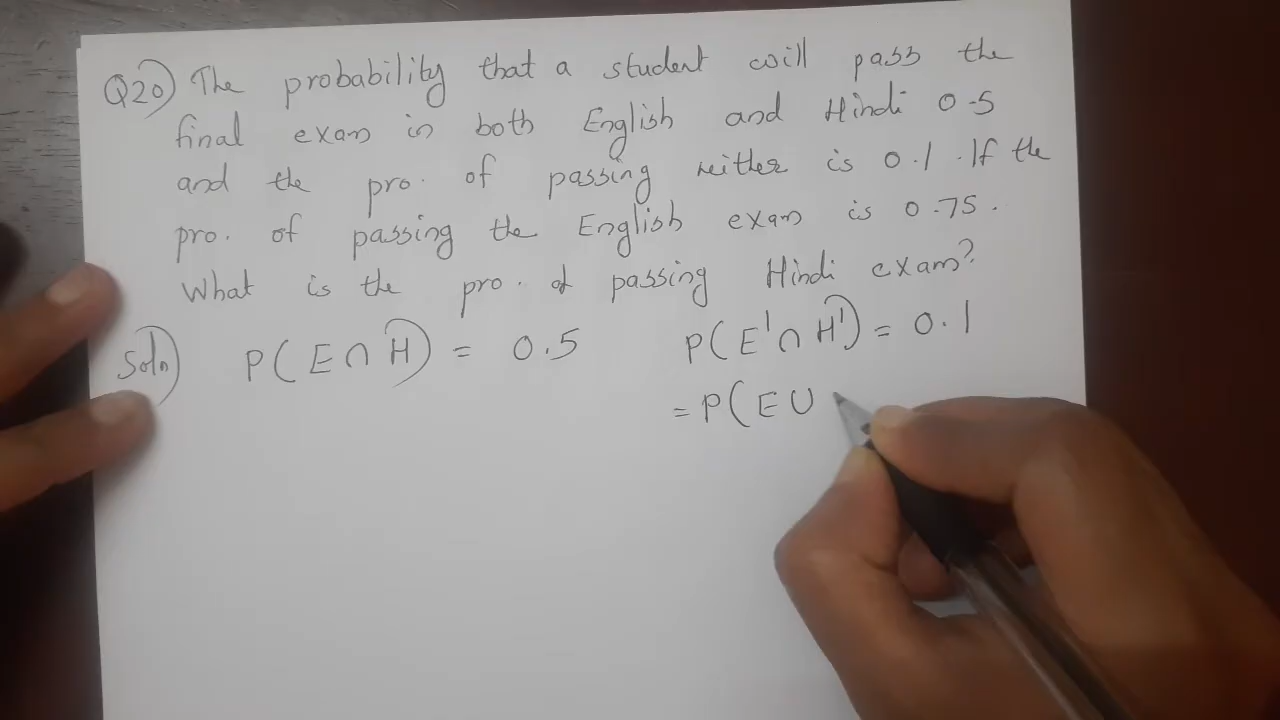 Q20) The probability that a student will pass the
final exam in both English and Hindi 0.5
and the pro. of passing neither is 0.1. If the
pro. of passing the English exam is 0.75.
What is the pro. of passing Hindi exam?
Soln) P(E∩H) = 0.5 P(E'∩H') = 0.1
= P(E∪